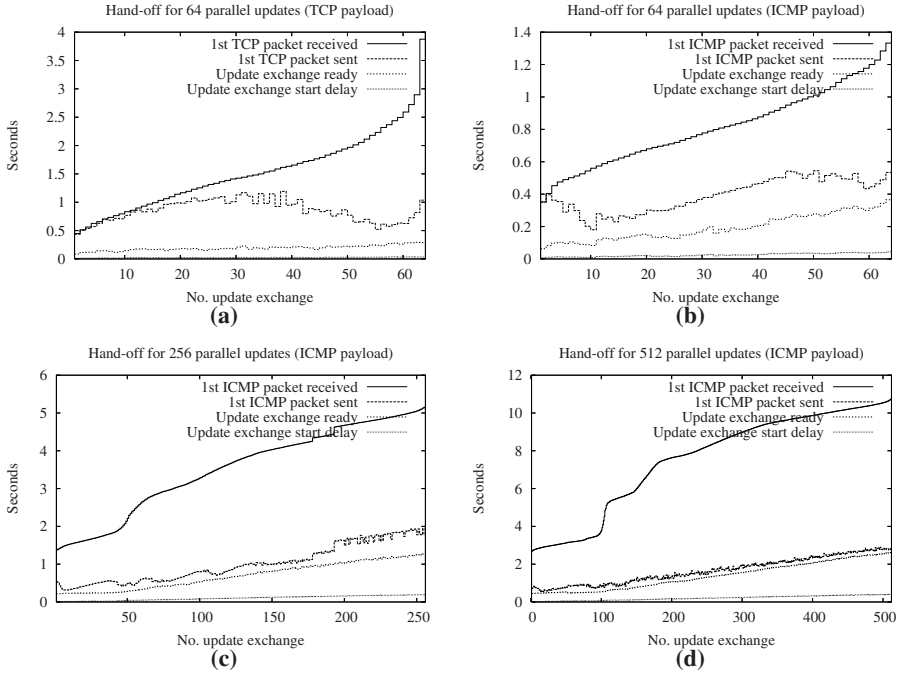 Hand-off for 64 parallel updates (TCP payload)
4
3.5
3
2.5
2
1.5
1
0.5
0
Seconds
1st TCP packet received
1st TCP packet sent
Update exchange ready
Update exchange start delay
10 20 30 40 50 60
No. update exchange
(a)
Hand-off for 64 parallel updates (ICMP payload)
1.4
1.2
1
0.8
0.6
0.4
0.2
0
Seconds
1st ICMP packet received
1st ICMP packet sent
Update exchange ready
Update exchange start delay
10 20 30 40 50 60
No. update exchange
(b)
Hand-off for 256 parallel updates (ICMP payload)
6
5
4
3
2
1
0
Seconds
1st ICMP packet received
1st ICMP packet sent
Update exchange ready
Update exchange start delay
50 100 150 200 250
No. update exchange
(c)
Hand-off for 512 parallel updates (ICMP payload)
12
10
8
6
4
2
0
Seconds
1st ICMP packet received
1st ICMP packet sent
Update exchange ready
Update exchange start delay
0 100 200 300 400 500
No. update exchange
(d)